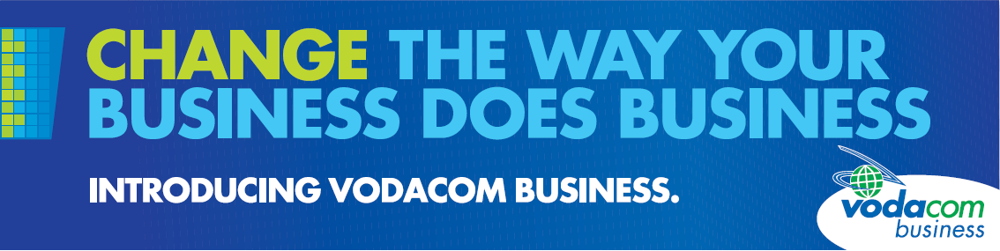 CHANGE THE WAY YOUR
BUSINESS DOES BUSINESS
INTRODUCING VODACOM BUSINESS.
vodacom
business